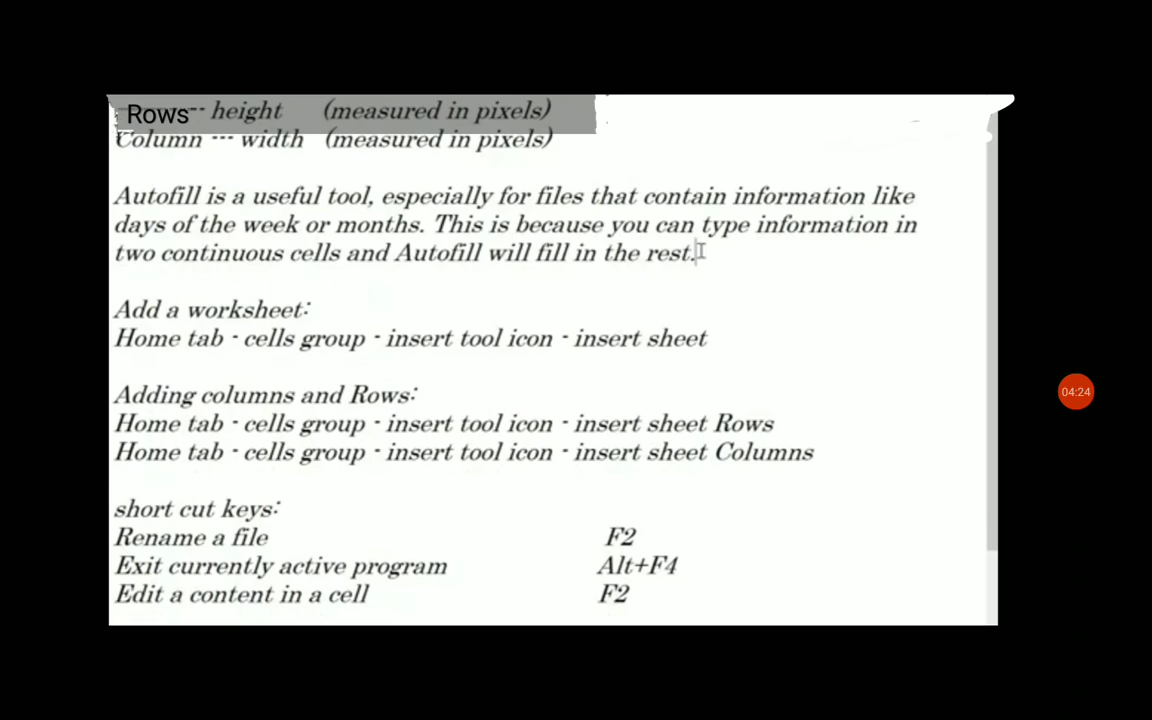 Rows-- height (measured in pixels)
Column --- width (measured in pixels)
Autofill is a useful tool, especially for files that contain information like
days of the week or months. This is because you can type information in
two continuous cells and Autofill will fill in the rest.
Add a worksheet:
Home tab - cells group - insert tool icon - insert sheet
Adding columns and Rows:
Home tab - cells group - insert tool icon - insert sheet Rows
Home tab - cells group - insert tool icon - insert sheet Columns
short cut keys:
Rename a file F2
Exit currently active program Alt+F4
Edit a content in a cell F2
04:24